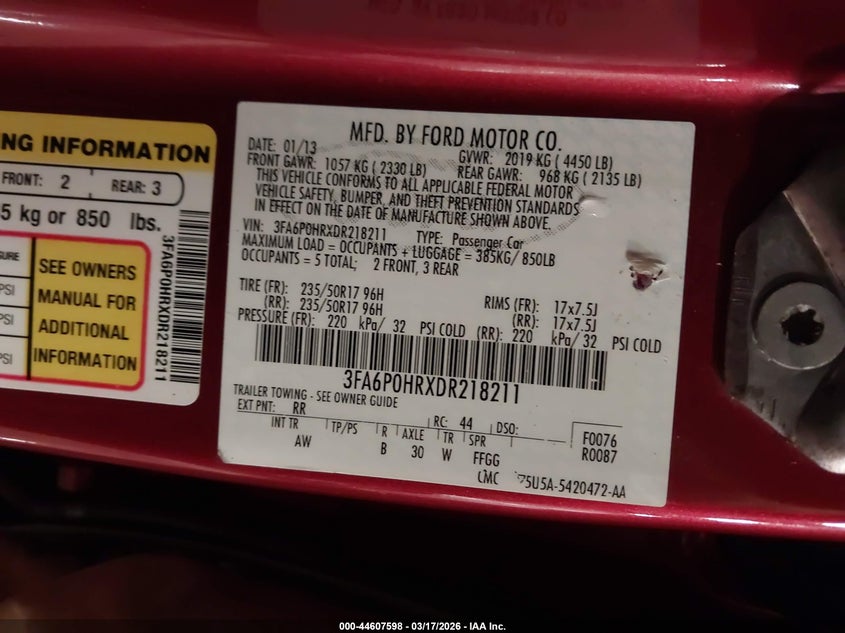 NG INFORMATION
FRONT: 2 REAR: 3
5 kg or 850 lbs.
SURE
PSI
PSI
PSI
SEE OWNERS
MANUAL FOR
ADDITIONAL
INFORMATION
3FA6P0HRXDR218211
MFD. BY FORD MOTOR CO.
DATE: 01/13 GVWR: 2019 KG ( 4450 LB)
FRONT GAWR: 1057 KG ( 2330 LB) REAR GAWR: 968 KG ( 2135 LB)
THIS VEHICLE CONFORMS TO ALL APPLICABLE FEDERAL MOTOR
VEHICLE SAFETY, BUMPER, AND THEFT PREVENTION STANDARDS
IN EFFECT ON THE DATE OF MANUFACTURE SHOWN ABOVE
VIN: 3FA6P0HRXDR218211 TYPE: Passenger Car
MAXIMUM LOAD = OCCUPANTS + LUGGAGE = 385KG/ 850LB
OCCUPANTS = 5 TOTAL; 2 FRONT, 3 REAR
TIRE (FR): 235/50R17 96H RIMS (FR): 17x7.5J
(RR): 235/50R17 96H (RR): 17x7.5J
PRESSURE (FR): 220 kPa/ 32 PSI COLD (RR): 220 kPa/ 32 PSI COLD
3FA6P0HRXDR218211
TRAILER TOWING - SEE OWNER GUIDE
EXT PNT: RR RC: 44 DSO: F0076
INT TR TP/PS R AXLE TR SPR R0087
AW B 30 W FFGG
CMC 5U5A-5420472-AA
000-44607598 - 03/17/2026 - IAA Inc.